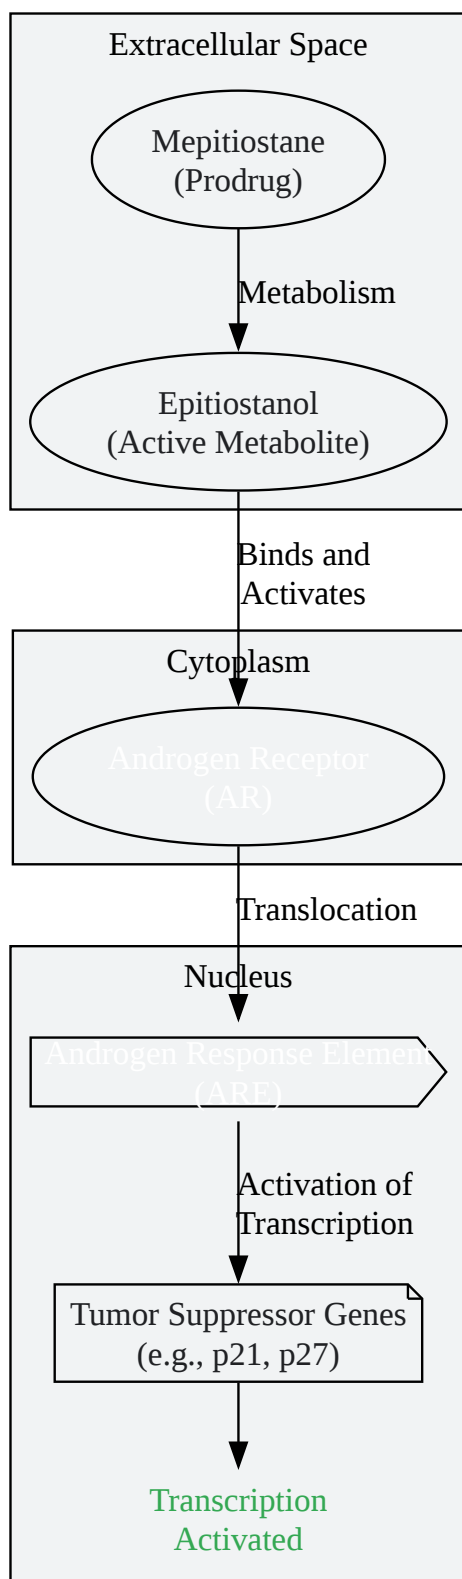 Extracellular Space
Mepitiostane
(Prodrug)
Metabolism
Epitiostanol
(Active Metabolite)
Binds and
Activates
Cytoplasm
Androgen Receptor
(AR)
Translocation
Nucleus
Androgen Response Element
(ARE)
Activation of
Transcription
Tumor Suppressor Genes
(e.g., p21, p27)
Transcription
Activated